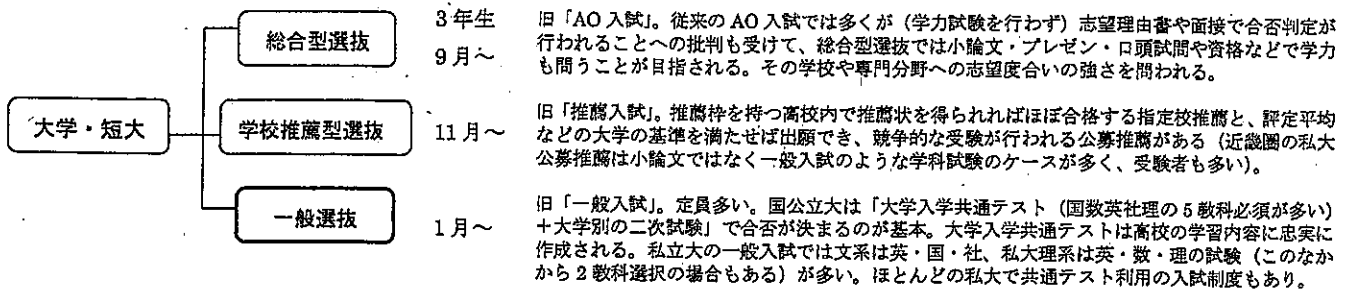 総合型選抜
3年生
9月～
旧「AO入試」。従来のAO入試では多くが（学力試験を行わず）志望理由書や面接で合否判定が
行われることへの批判も受けて、総合型選抜では小論文・プレゼン・口頭試問や資格などで学力
も問うことが目指される。その学校や専門分野への志望度合いの強さを問われる。
大学・短大
学校推薦型選抜
11月～
旧「推薦入試」。推薦枠を持つ高校内で推薦状を得られればほぼ合格する指定校推薦と、評定平均
などの大学の基準を満たせば出願でき、競争的な受験が行われる公募推薦がある（近畿圏の私大
公募推薦は小論文ではなく一般入試のような学科試験のケースが多く、受験者も多い）。
一般選抜
1月～
旧「一般入試」。定員多い。国公立大は「大学入学共通テスト（国数英社理の5教科必須が多い）
＋大学別の二次試験」で合否が決まるのが基本。大学入学共通テストは高校の学習内容に忠実に
作成される。私立大の一般入試では文系は英・国・社、私大理系は英・数・理の試験（このなか
から2教科選択の場合もある）が多い。ほとんどの私大で共通テスト利用の入試制度もあり。